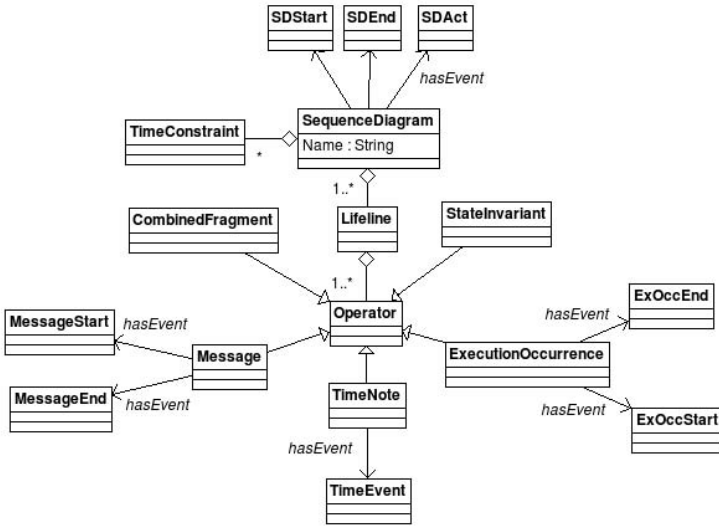 SDStart
SDEnd
SDAct
hasEvent
SequenceDiagram
Name : String
TimeConstraint
*
1..*
CombinedFragment
Lifeline
StateInvariant
1..*
Operator
ExOccEnd
MessageStart
hasEvent
hasEvent
Message
ExecutionOccurrence
MessageEnd
hasEvent
TimeNote
hasEvent
ExOccStart
hasEvent
TimeEvent